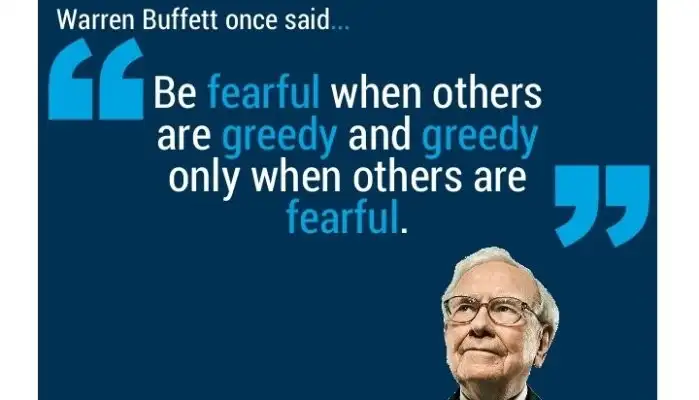 Warren Buffett once said...
Be fearful when others
are greedy and greedy
only when others are
fearful.